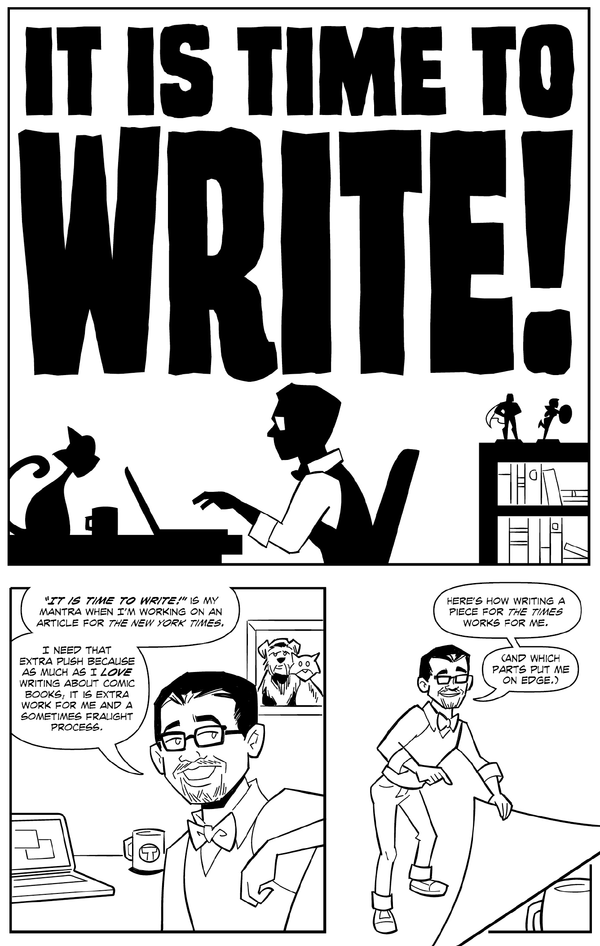 IT IS TIME TO
WRITE!
"IT IS TIME TO WRITE!" IS MY
MANTRA WHEN I'M WORKING ON AN
ARTICLE FOR THE NEW YORK TIMES.
I NEED THAT
EXTRA PUSH BECAUSE
AS MUCH AS I LOVE
WRITING ABOUT COMIC
BOOKS, IT IS EXTRA
WORK FOR ME AND A
SOMETIMES FRAUGHT
PROCESS.
T
HERE'S HOW WRITING A
PIECE FOR THE TIMES
WORKS FOR ME.
(AND WHICH
PARTS PUT ME
ON EDGE.)